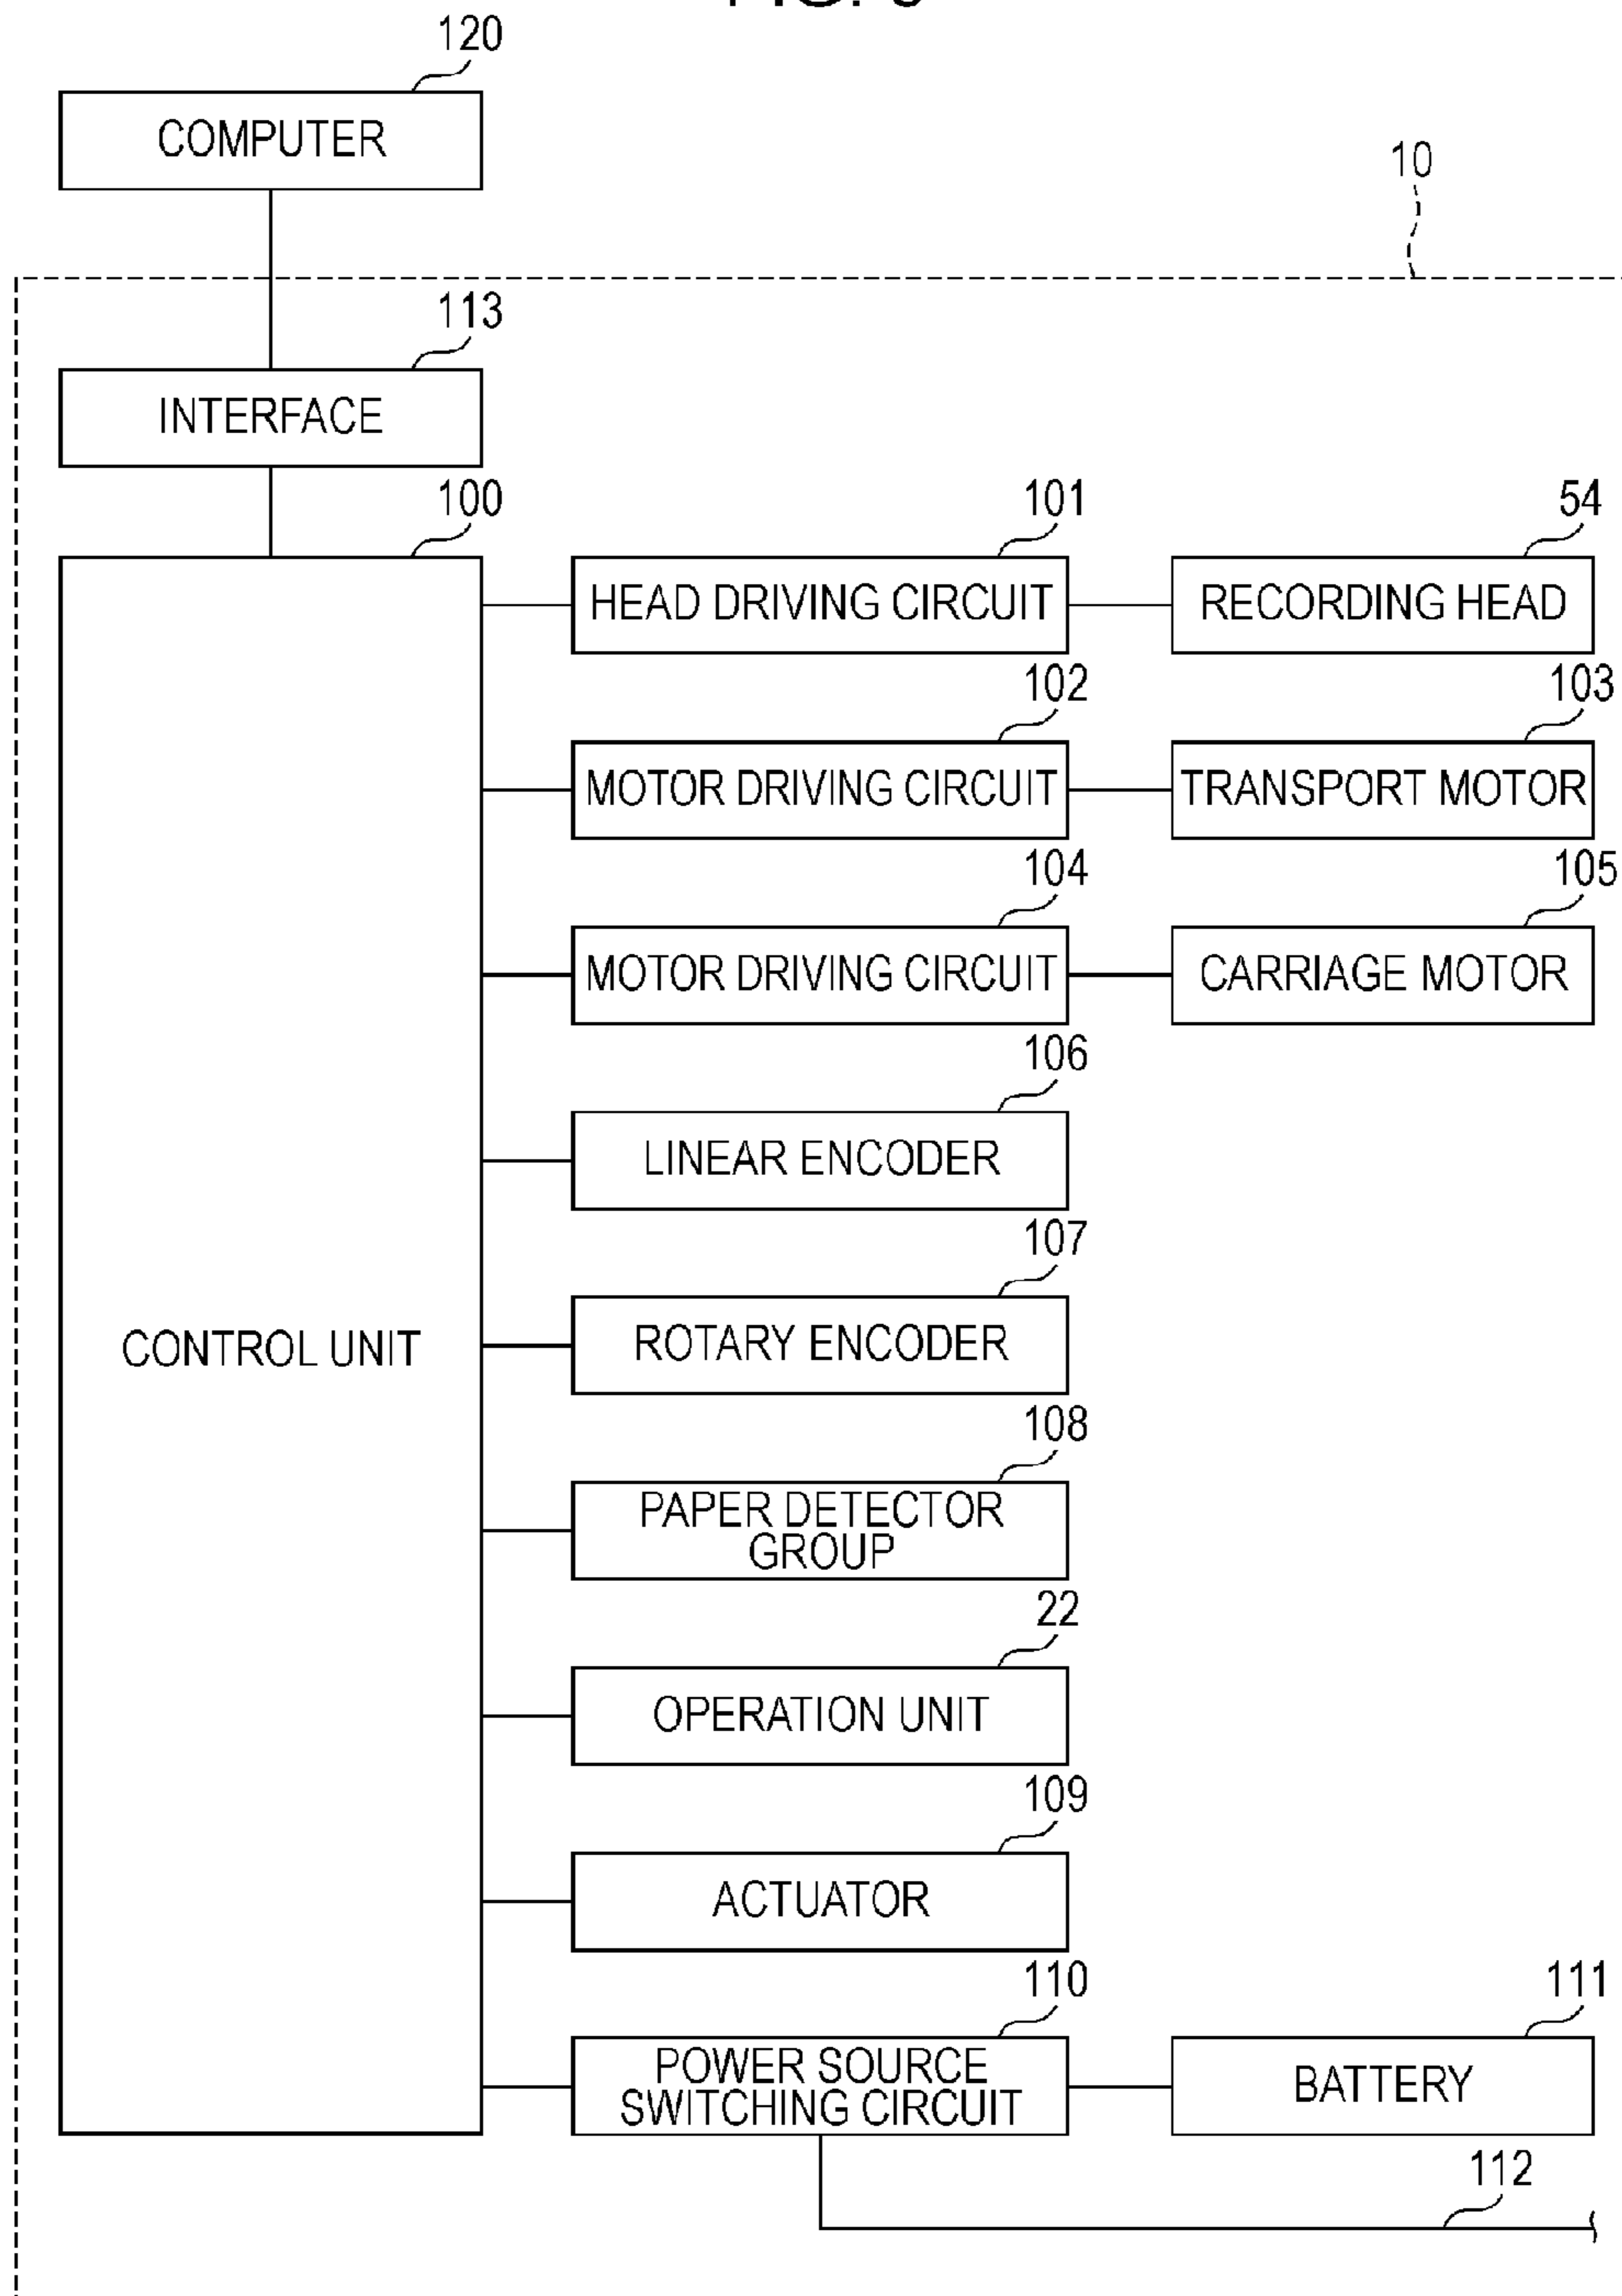 120
COMPUTER
10
113
INTERFACE
100
101
54
HEAD DRIVING CIRCUIT
RECORDING HEAD
102
103
MOTOR DRIVING CIRCUIT
TRANSPORT MOTOR
104
105
MOTOR DRIVING CIRCUIT
CARRIAGE MOTOR
106
LINEAR ENCODER
107
ROTARY ENCODER
CONTROL UNIT
108
PAPER DETECTOR
GROUP
22
OPERATION UNIT
109
ACTUATOR
110
111
POWER SOURCE
SWITCHING CIRCUIT
BATTERY
112